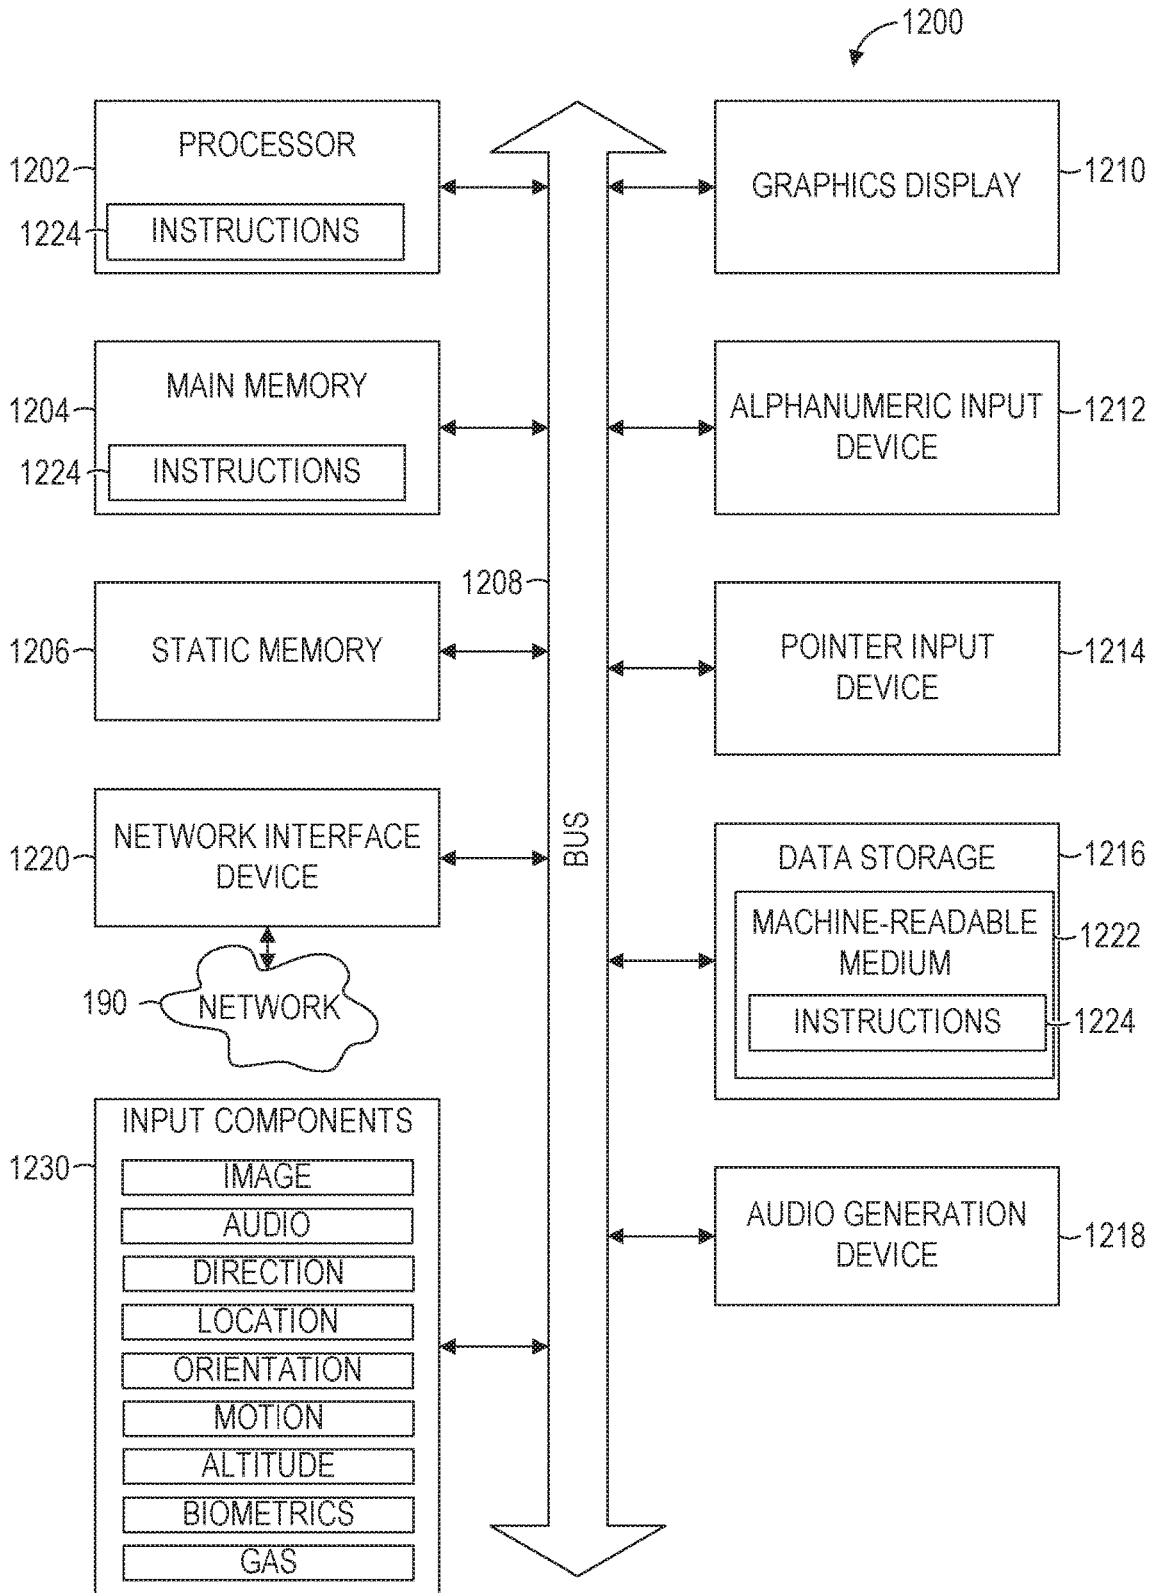 1200
PROCESSOR
1202
1224
INSTRUCTIONS
MAIN MEMORY
1204
1224
INSTRUCTIONS
1208
STATIC MEMORY
1206
NETWORK INTERFACE
DEVICE
1220
190
NETWORK
INPUT COMPONENTS
1230
IMAGE
AUDIO
DIRECTION
LOCATION
ORIENTATION
MOTION
ALTITUDE
BIOMETRICS
GAS
BUS
GRAPHICS DISPLAY
1210
ALPHANUMERIC INPUT
DEVICE
1212
POINTER INPUT
DEVICE
1214
DATA STORAGE
1216
MACHINE-READABLE
MEDIUM
1222
INSTRUCTIONS
1224
AUDIO GENERATION
DEVICE
1218